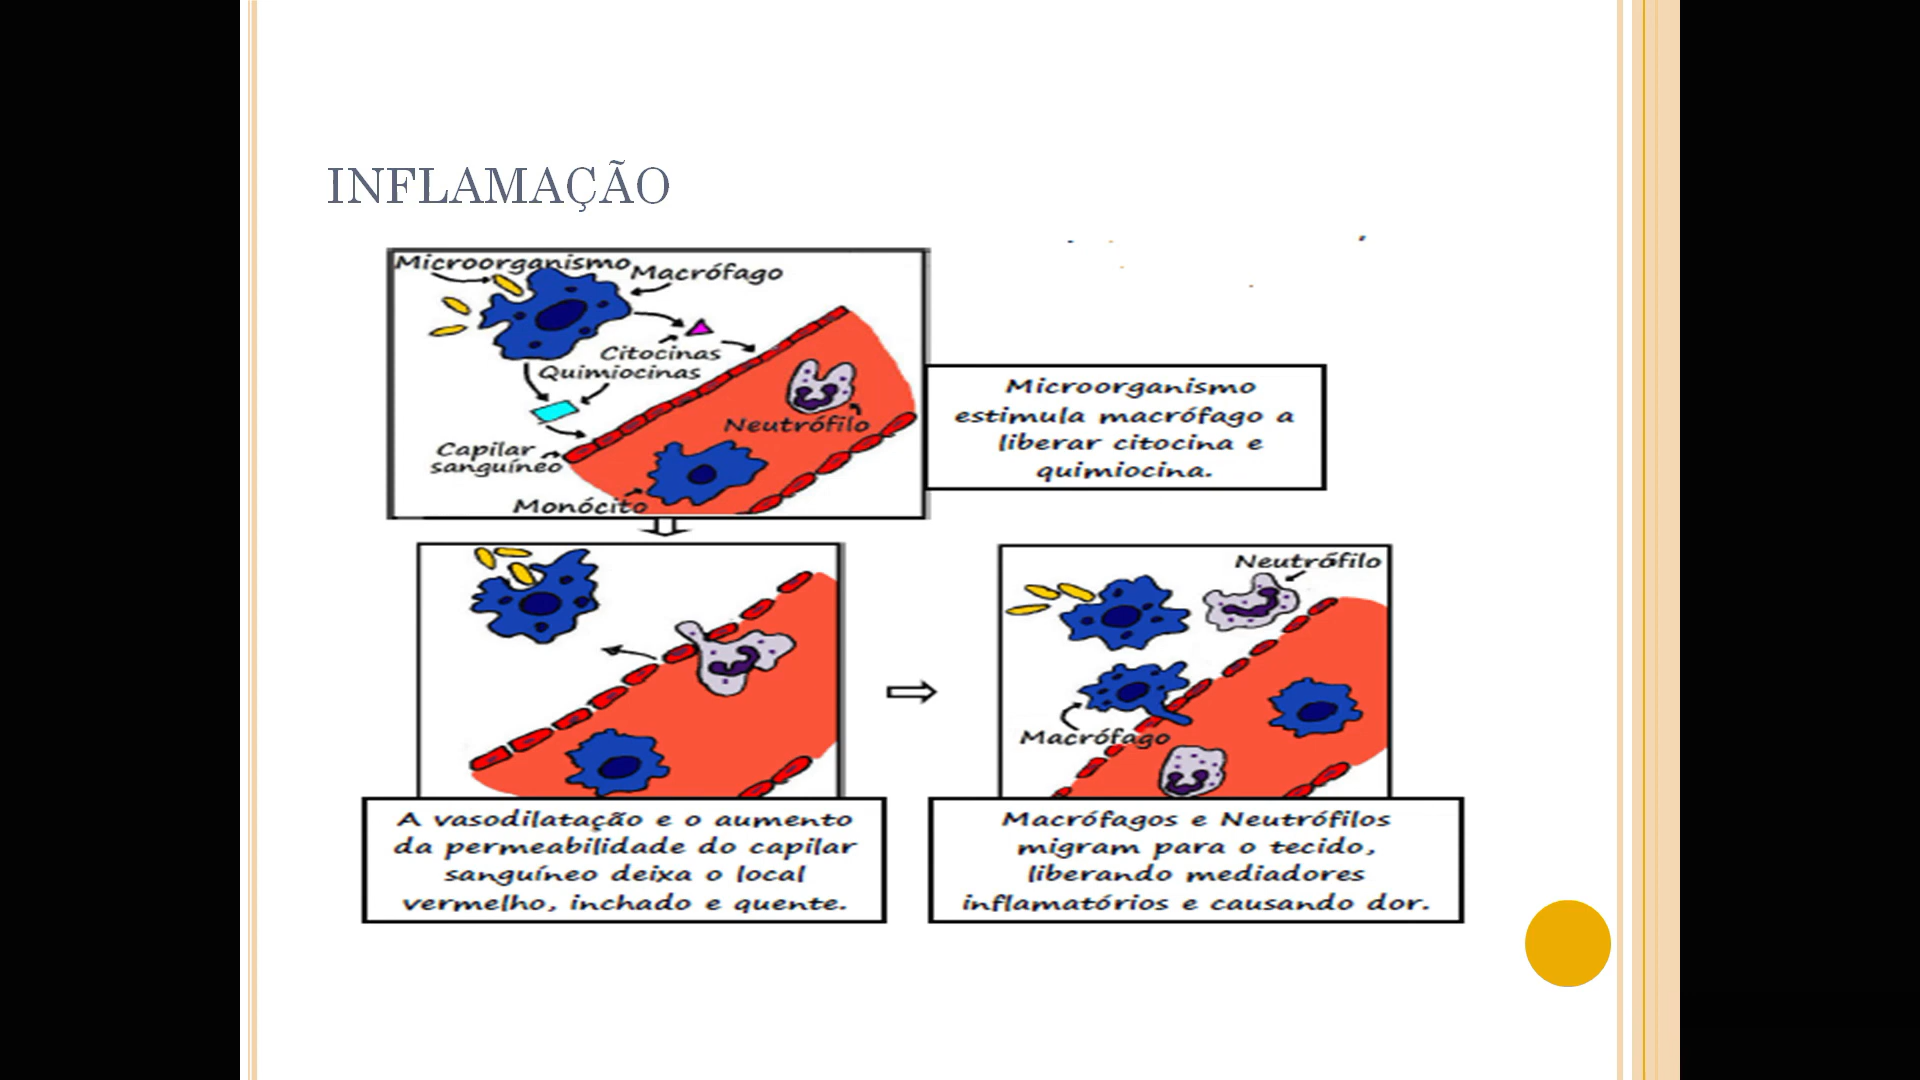 INFLAMAÇÃO
Microorganismo
Macrófago
Citocinas
Quimiocinas
Neutrófilo
Capilar
sanguíneo
Monócito
Microorganismo
estimula macrófago a
liberar citocina e
quimiocina.
Neutrófilo
Macrófago
A vasodilatação e o aumento
da permeabilidade do capilar
sanguíneo deixa o local
vermelho, inchado e quente.
Macrófagos e Neutrófilos
migram para o tecido,
liberando mediadores
inflamatórios e causando dor.